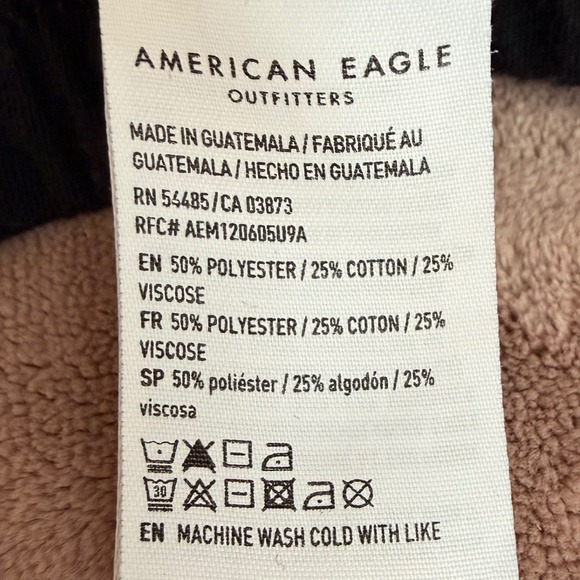 AMERICAN EAGLE
OUTFITTERS
MADE IN GUATEMALA / FABRIQUÉ AU
GUATEMALA / HECHO EN GUATEMALA
RN 54485 / CA 03873
RFC# AEM120605U9A
EN 50% POLYESTER / 25% COTTON / 25%
VISCOSE
FR 50% POLYESTER / 25% COTON / 25%
VISCOSE
SP 50% poliéster / 25% algodón / 25%
viscosa
30
EN MACHINE WASH COLD WITH LIKE